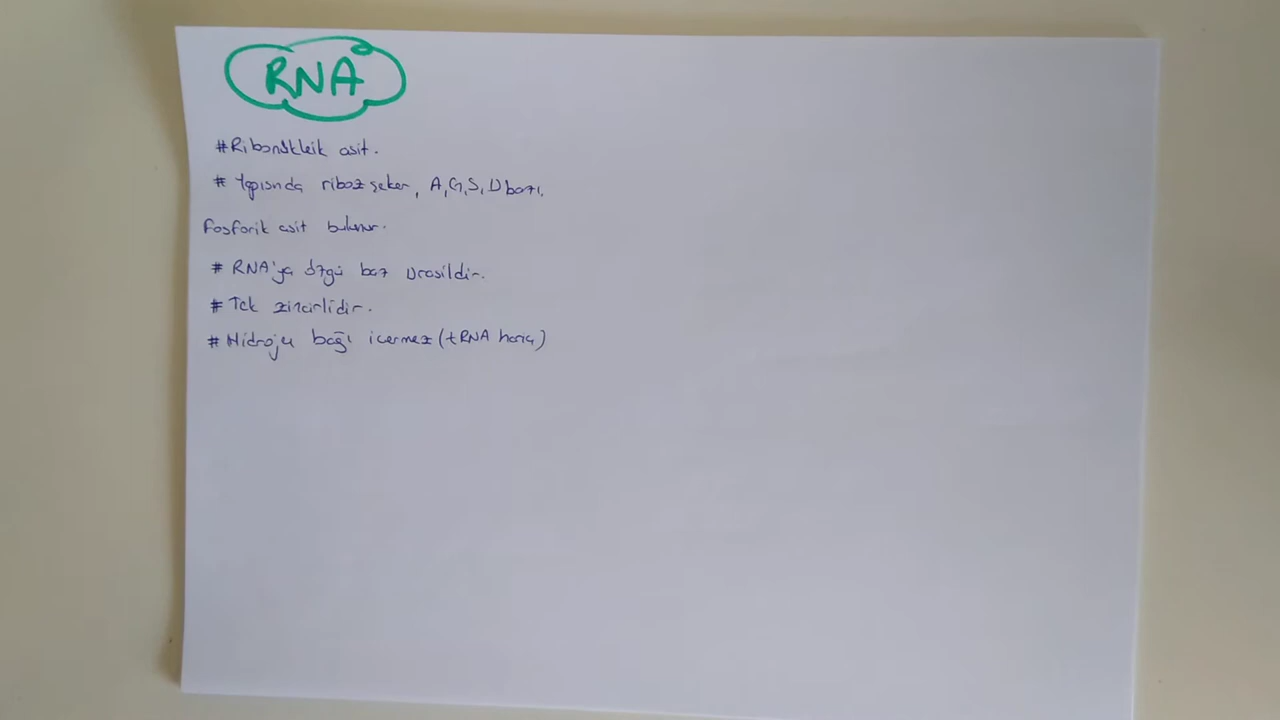 RNA
#Ribonükleik asit.
# Yapısında riboz şeker, A,G,S,U bazı,
fosforik asit bulunur.
# RNA'ya özgü baz Urasildir.
# Tek zincirlidir.
# Hidrojen bağı içermez (tRNA hariç)